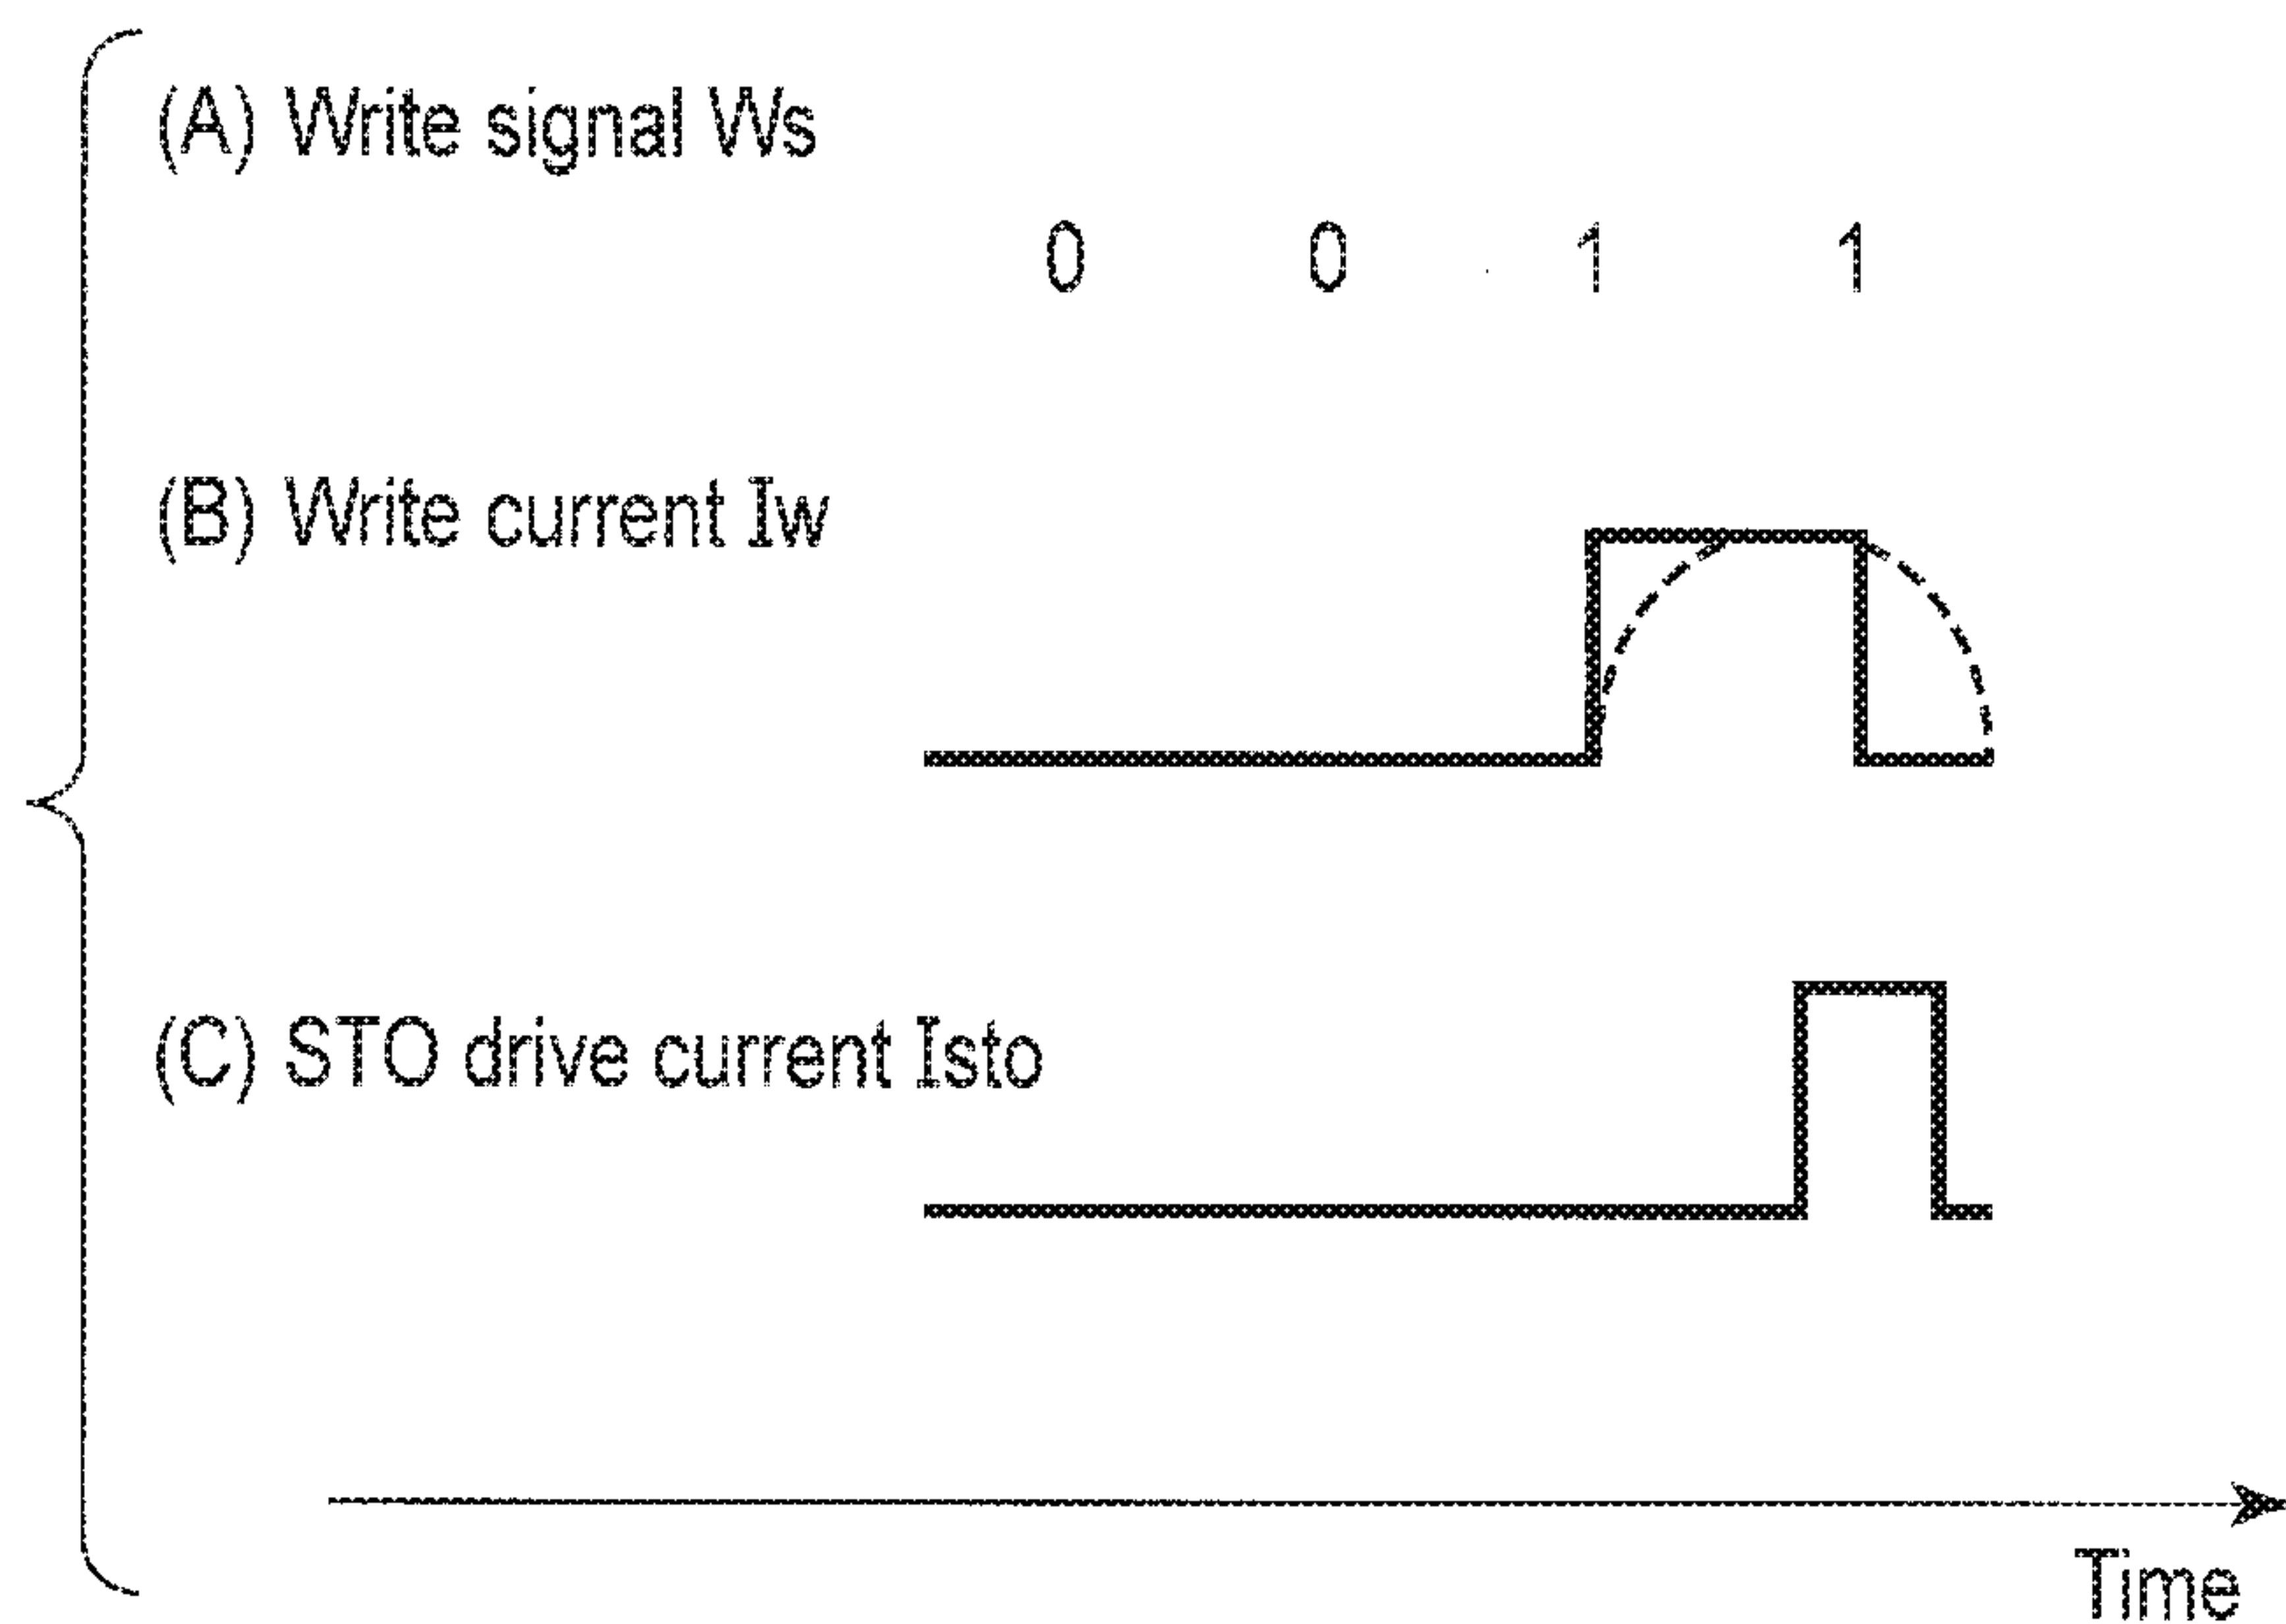 (A) Write signal Ws
0 0 1 1
(B) Write current Iw
(C) STO drive current Isto
Time